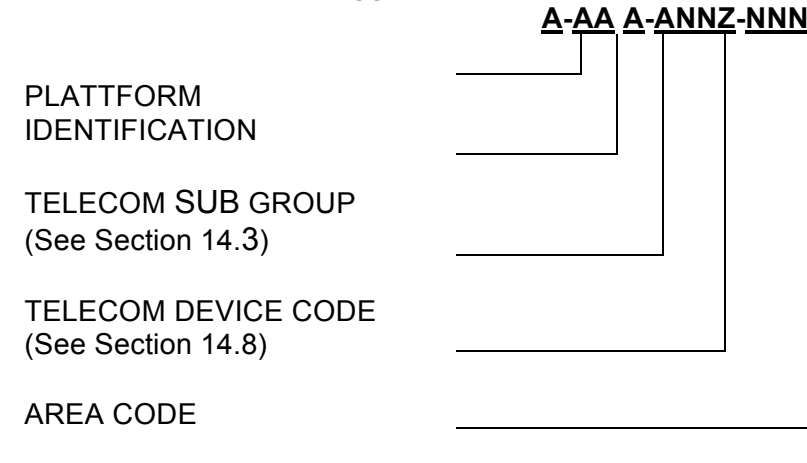 A-AA A-ANNZ-NNN
PLATTFORM
IDENTIFICATION
TELECOM SUB GROUP
(See Section 14.3)
TELECOM DEVICE CODE
(See Section 14.8)
AREA CODE